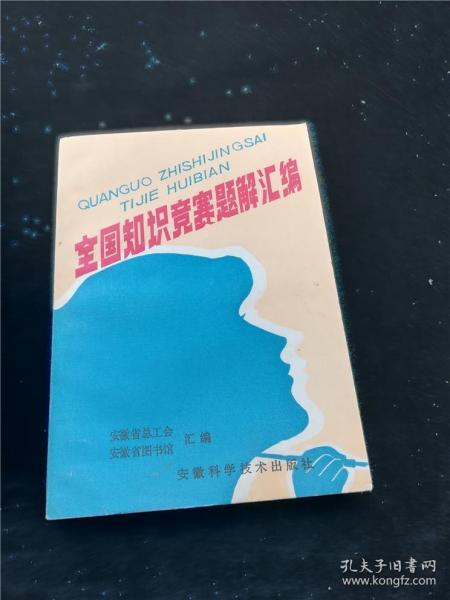 QUANGUO ZHISHIJINGSAI
TIJIE HUIBIAN
全国知识竞赛题解汇编
安徽省总工会
安徽省图书馆
汇编
安徽科学技术出版社
孔夫子旧书网
www.kongfz.com